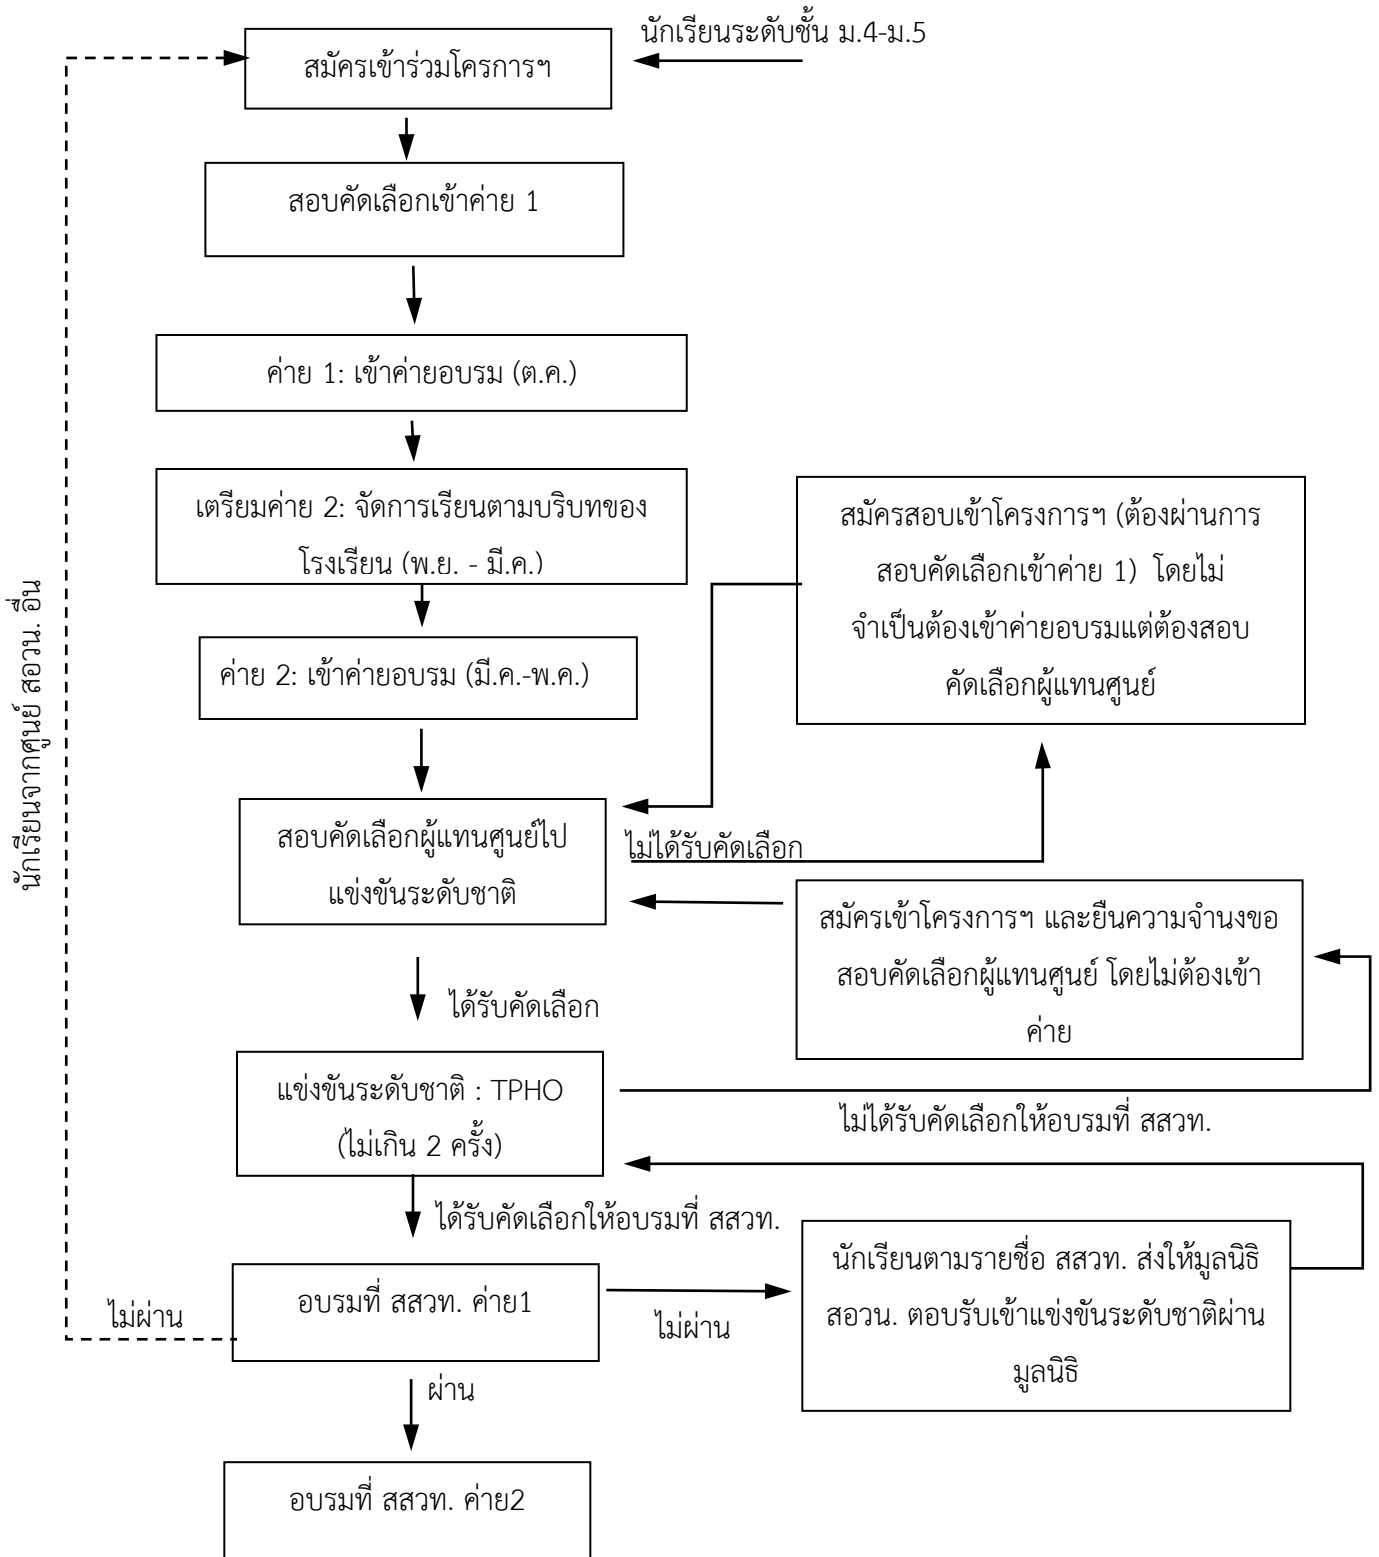 นักเรียนระดับชั้น ม.4-ม.5
สมัครเข้าร่วมโครการฯ
สอบคัดเลือกเข้าค่าย 1
ค่าย 1: เข้าค่ายอบรม (ต.ค.)
เตรียมค่าย 2: จัดการเรียนตามบริบทของ
โรงเรียน (พ.ย. - มี.ค.)
สมัครสอบเข้าโครงการฯ (ต้องผ่านการ
สอบคัดเลือกเข้าค่าย 1) โดยไม่
จำเป็นต้องเข้าค่ายอบรมแต่ต้องสอบ
คัดเลือกผู้แทนศูนย์
ค่าย 2: เข้าค่ายอบรม (มี.ค.-พ.ค.)
นักเรียนจากศูนย์ สอวน. อื่น
สอบคัดเลือกผู้แทนศูนย์ไป
แข่งขันระดับชาติ
ไม่ได้รับคัดเลือก
สมัครเข้าโครงการฯ และยืนความจำนงขอ
สอบคัดเลือกผู้แทนศูนย์ โดยไม่ต้องเข้า
ค่าย
ได้รับคัดเลือก
แข่งขันระดับชาติ : TPHO
(ไม่เกิน 2 ครั้ง)
ไม่ได้รับคัดเลือกให้อบรมที่ สสวท.
ได้รับคัดเลือกให้อบรมที่ สสวท.
นักเรียนตามรายชื่อ สสวท. ส่งให้มูลนิธิ
สอวน. ตอบรับเข้าแข่งขันระดับชาติผ่าน
มูลนิธิ
อบรมที่ สสวท. ค่าย1
ไม่ผ่าน
ไม่ผ่าน
ผ่าน
อบรมที่ สสวท. ค่าย2